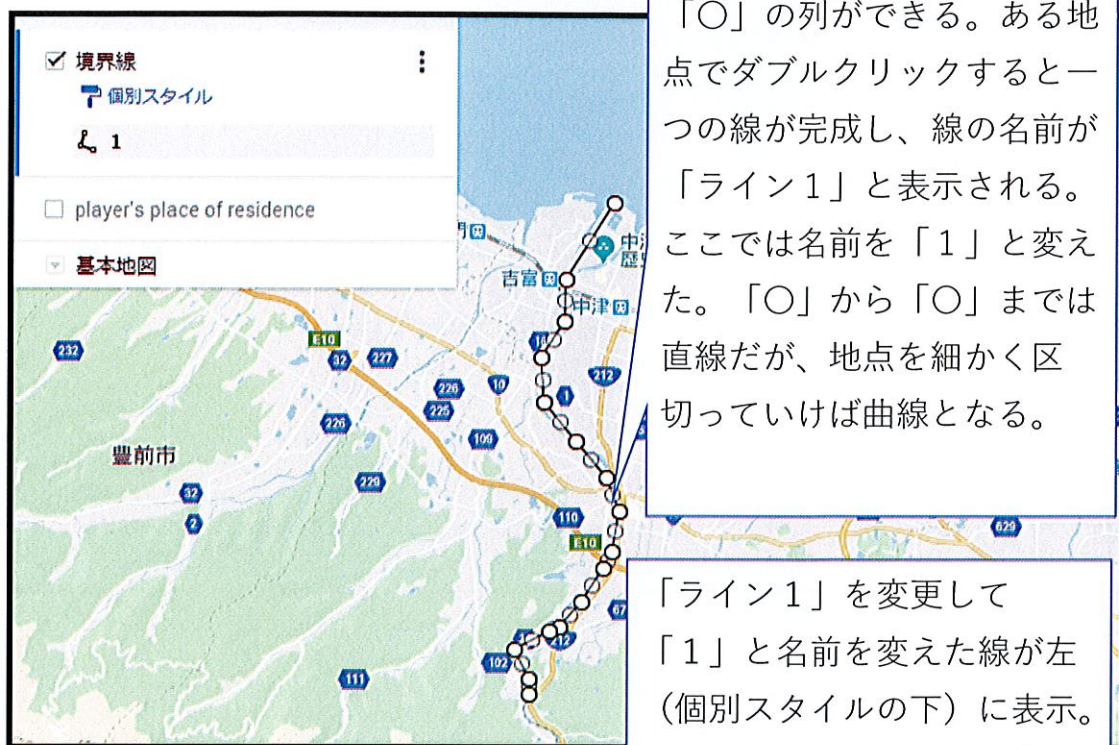 境界線
個別スタイル
1
player's place of residence
基本地図
「〇」の列ができる。ある地
点でダブルクリックすると一
つの線が完成し、線の名前が
「ライン１」と表示される。
ここでは名前を「１」と変え
た。「〇」から「〇」までは
直線だが、地点を細かく区
切っていけば曲線となる。
「ライン１」を変更して
「１」と名前を変えた線が左
（個別スタイルの下）に表示。
吉富
中津
E10
232
32
227
226
225
10
212
1
226
109
豊前市
229
32
2
110
E10
629
212
102
111